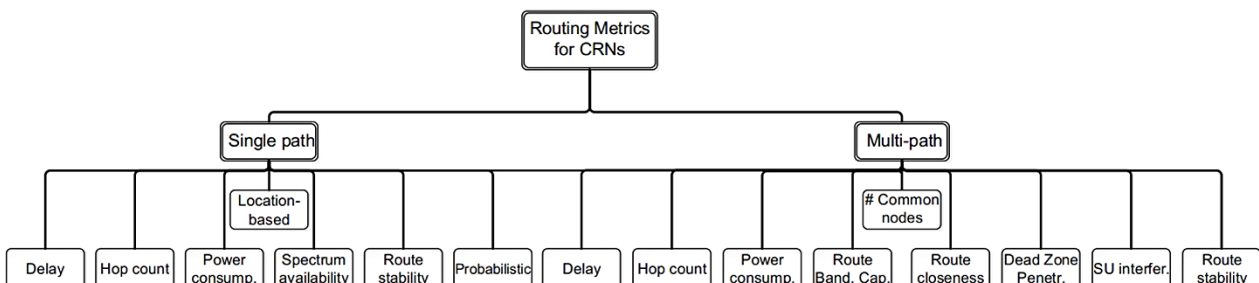 Routing Metrics
for CRNs
Single path
Multi-path
Location-
based
# Common
nodes
Delay
Hop count
Power
consump.
Spectrum
availability
Route
stability
Probabilistic
Delay
Hop count
Power
consump.
Route
Band. Cap.
Route
closeness
Dead Zone
Penetr.
SU interfer.
Route
stability